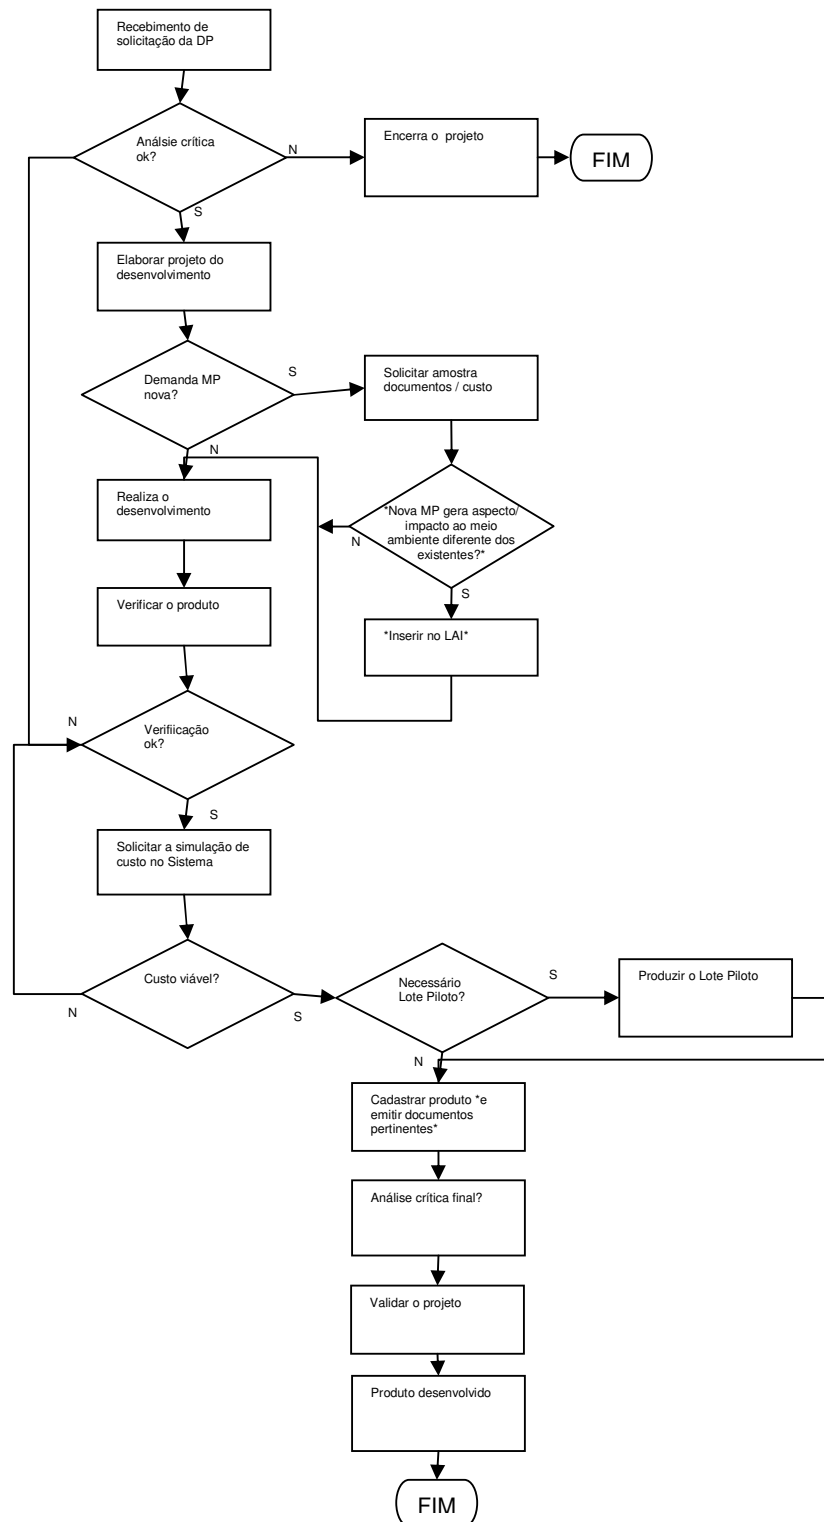 Recebimento de
solicitação da DP
Análsie crítica
ok?
N
Encerra o projeto
FIM
S
Elaborar projeto do
desenvolvimento
Demanda MP
nova?
S
Solicitar amostra
documentos / custo
N
Realiza o
desenvolvimento
*Nova MP gera aspecto/
impacto ao meio
ambiente diferente dos
existentes?*
N
S
Verificar o produto
*Inserir no LAI*
N
Verifiicação
ok?
S
Solicitar a simulação de
custo no Sistema
Custo viável?
N
S
Necessário
Lote Piloto?
S
Produzir o Lote Piloto
N
Cadastrar produto *e
emitir documentos
pertinentes*
Análise crítica final?
Validar o projeto
Produto desenvolvido
FIM